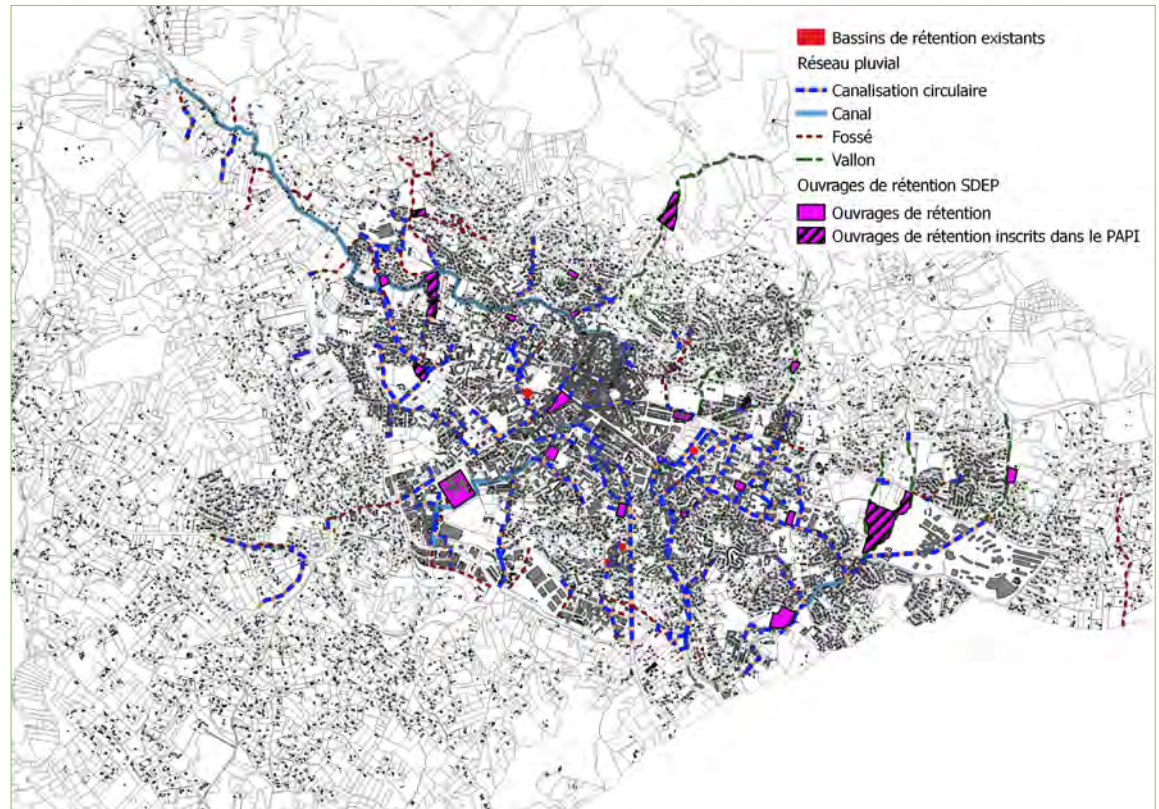 Bassins de rétention existants
Réseau pluvial
Canalisation circulaire
Canal
Fossé
Vallon
Ouvrages de rétention SDEP
Ouvrages de rétention
Ouvrages de rétention inscrits dans le PAPI